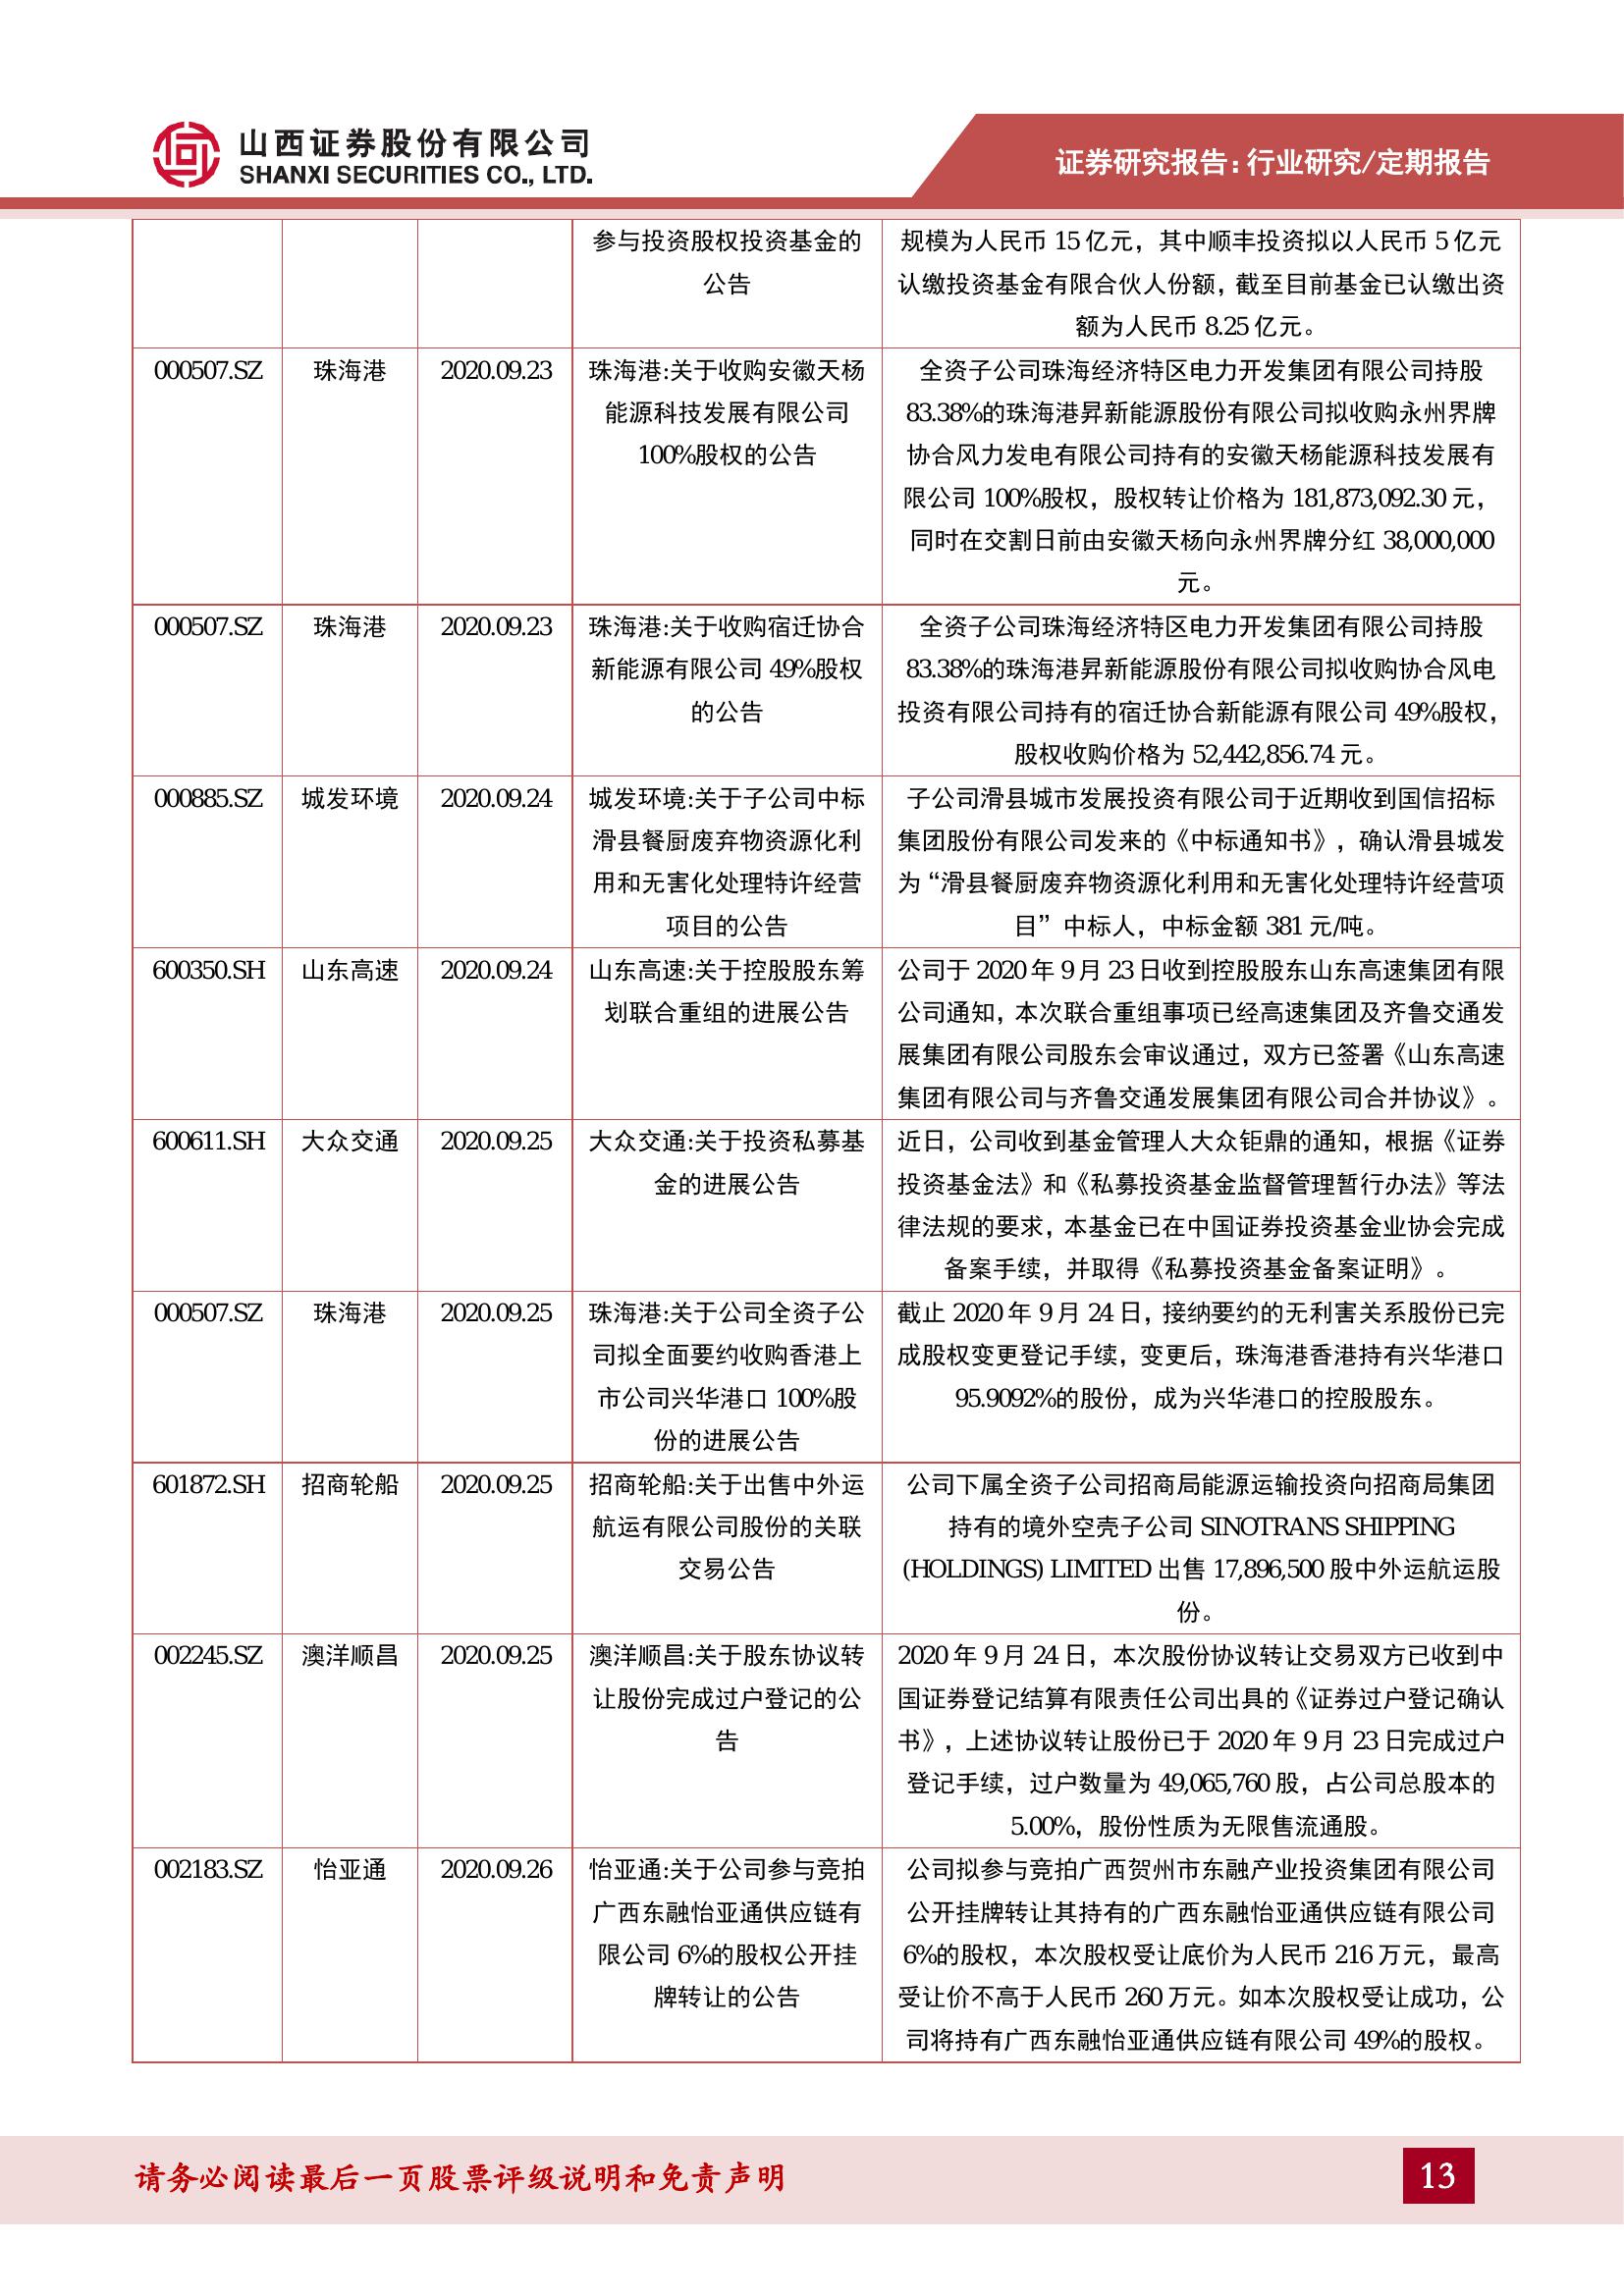 山西证券股份有限公司
SHANXI SECURITIES CO., LTD.
证券研究报告:行业研究/定期报告
参与投资股权投资基金的
公告
规模为人民币 15 亿元，其中顺丰投资拟以人民币 5 亿元
认缴投资基金有限合伙人份额，截至目前基金已认缴出资
额为人民币 8.25 亿元。
000507.SZ
珠海港
2020.09.23
珠海港:关于收购安徽天杨
能源科技发展有限公司
100%股权的公告
全资子公司珠海经济特区电力开发集团有限公司持股
83.38%的珠海港昇新能源股份有限公司拟收购永州界牌
协合风力发电有限公司持有的安徽天杨能源科技发展有
限公司 100%股权，股权转让价格为 181,873,092.30 元，
同时在交割日前由安徽天杨向永州界牌分红 38,000,000
元。
000507.SZ
珠海港
2020.09.23
珠海港:关于收购宿迁协合
新能源有限公司 49%股权
的公告
全资子公司珠海经济特区电力开发集团有限公司持股
83.38%的珠海港昇新能源股份有限公司拟收购协合风电
投资有限公司持有的宿迁协合新能源有限公司 49%股权，
股权收购价格为 52,442,856.74 元。
000885.SZ
城发环境
2020.09.24
城发环境:关于子公司中标
滑县餐厨废弃物资源化利
用和无害化处理特许经营
项目的公告
子公司滑县城市发展投资有限公司于近期收到国信招标
集团股份有限公司发来的《中标通知书》，确认滑县城发
为“滑县餐厨废弃物资源化利用和无害化处理特许经营项
目”中标人，中标金额 381 元/吨。
600350.SH
山东高速
2020.09.24
山东高速:关于控股股东筹
划联合重组的进展公告
公司于 2020 年 9 月 23 日收到控股股东山东高速集团有限
公司通知，本次联合重组事项已经高速集团及齐鲁交通发
展集团有限公司股东会审议通过，双方已签署《山东高速
集团有限公司与齐鲁交通发展集团有限公司合并协议》。
600611.SH
大众交通
2020.09.25
大众交通:关于投资私募基
金的进展公告
近日，公司收到基金管理人大众钜鼎的通知，根据《证券
投资基金法》和《私募投资基金监督管理暂行办法》等法
律法规的要求，本基金已在中国证券投资基金业协会完成
备案手续，并取得《私募投资基金备案证明》。
000507.SZ
珠海港
2020.09.25
珠海港:关于公司全资子公
司拟全面要约收购香港上
市公司兴华港口 100%股
份的进展公告
截止 2020 年 9 月 24 日，接纳要约的无利害关系股份已完
成股权变更登记手续，变更后，珠海港香港持有兴华港口
95.9092%的股份，成为兴华港口的控股股东。
601872.SH
招商轮船
2020.09.25
招商轮船:关于出售中外运
航运有限公司股份的关联
交易公告
公司下属全资子公司招商局能源运输投资向招商局集团
持有的境外空壳子公司 SINOTRANS SHIPPING
(HOLDINGS) LIMITED 出售 17,896,500 股中外运航运股
份。
002245.SZ
澳洋顺昌
2020.09.25
澳洋顺昌:关于股东协议转
让股份完成过户登记的公
告
2020 年 9 月 24 日，本次股份协议转让交易双方已收到中
国证券登记结算有限责任公司出具的《证券过户登记确认
书》，上述协议转让股份已于 2020 年 9 月 23 日完成过户
登记手续，过户数量为 49,065,760 股，占公司总股本的
5.00%，股份性质为无限售流通股。
002183.SZ
怡亚通
2020.09.26
怡亚通:关于公司参与竞拍
广西东融怡亚通供应链有
限公司 6%的股权公开挂
牌转让的公告
公司拟参与竞拍广西贺州市东融产业投资集团有限公司
公开挂牌转让其持有的广西东融怡亚通供应链有限公司
6%的股权，本次股权受让底价为人民币 216 万元，最高
受让价不高于人民币 260 万元。如本次股权受让成功，公
司将持有广西东融怡亚通供应链有限公司 49%的股权。
请务必阅读最后一页股票评级说明和免责声明
13